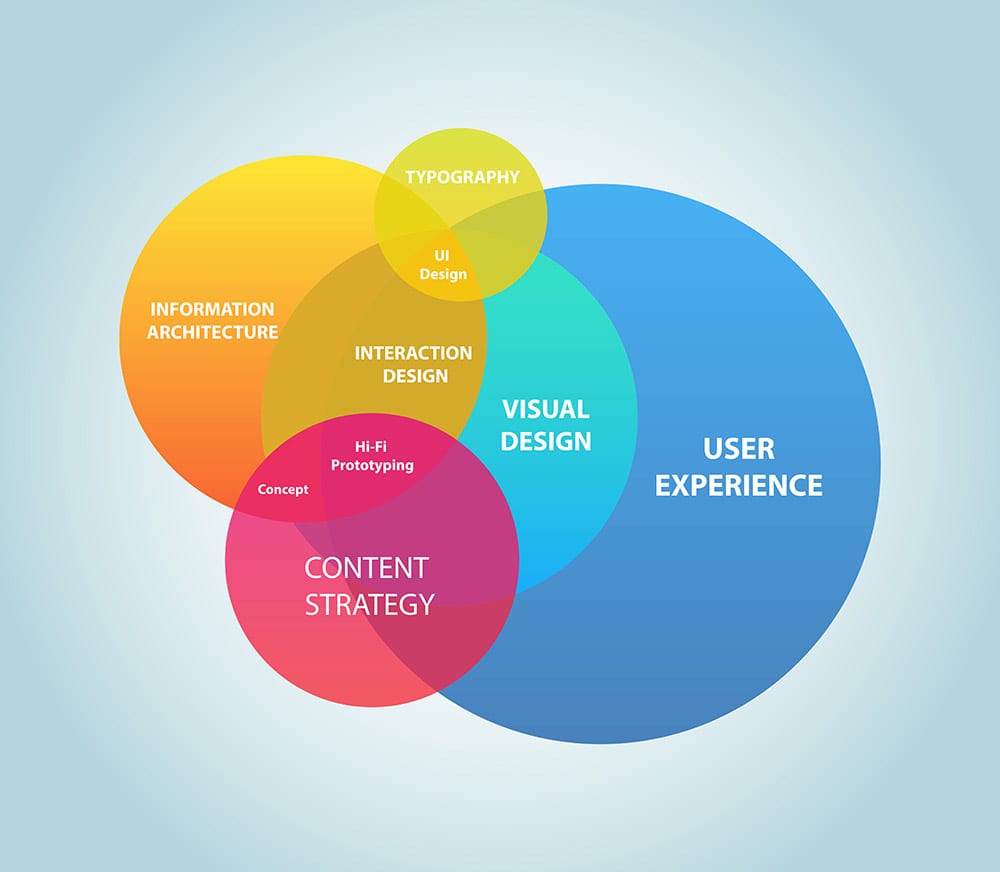 TYPOGRAPHY
UI
Design
INFORMATION
ARCHITECTURE
INTERACTION
DESIGN
VISUAL
DESIGN
USER
EXPERIENCE
Hi-Fi
Prototyping
Concept
CONTENT
STRATEGY